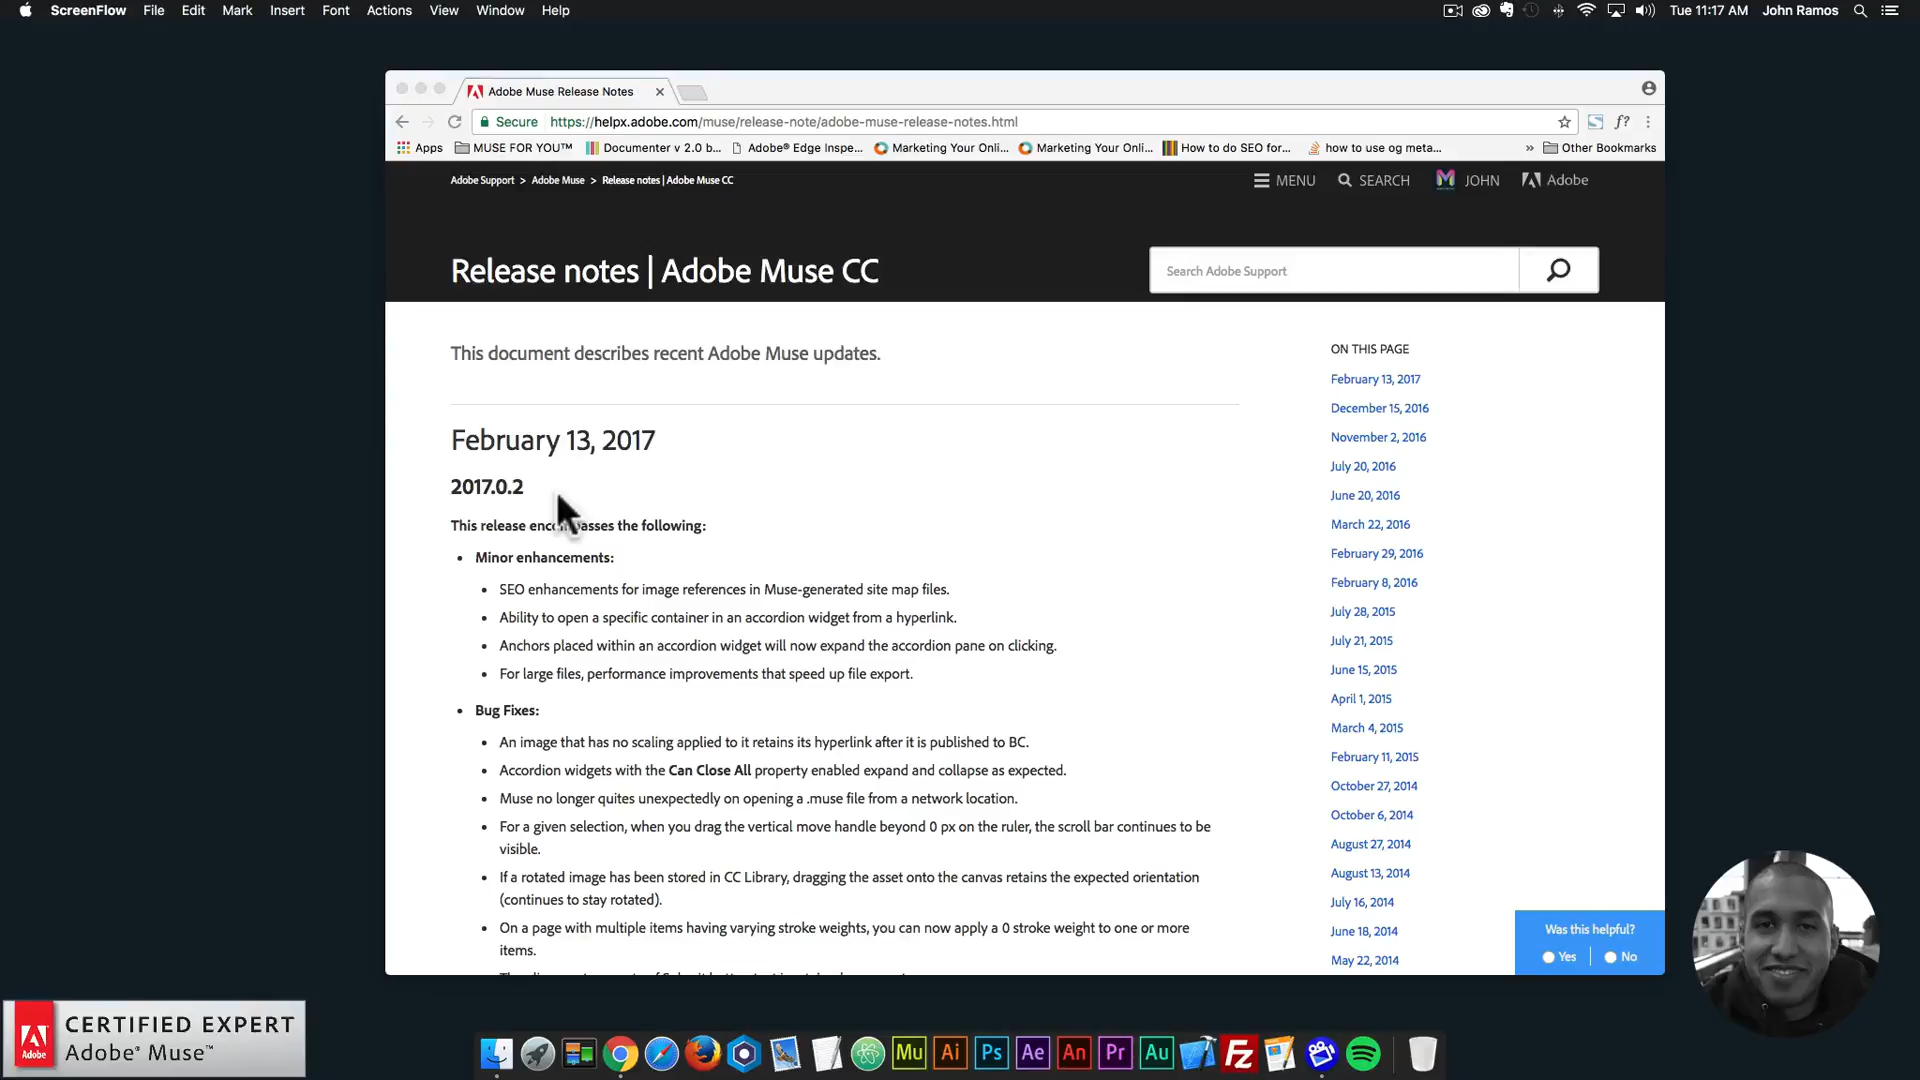 ScreenFlow File Edit Mark Insert Font Actions View Window Help
Tue 11:17 AM John Ramos
Adobe Muse Release Notes
Secure https://helpx.adobe.com/muse/release-note/adobe-muse-release-notes.html
f?
Apps MUSE FOR YOU™ Documenter v 2.0 b... Adobe® Edge Inspe... Marketing Your Onli... Marketing Your Onli... How to do SEO for... how to use og meta... » Other Bookmarks
Adobe Support > Adobe Muse > Release notes | Adobe Muse CC
MENU SEARCH JOHN Adobe
Release notes | Adobe Muse CC
Search Adobe Support
This document describes recent Adobe Muse updates.
February 13, 2017
2017.0.2
This release encompasses the following:
• Minor enhancements:
• SEO enhancements for image references in Muse-generated site map files.
• Ability to open a specific container in an accordion widget from a hyperlink.
• Anchors placed within an accordion widget will now expand the accordion pane on clicking.
• For large files, performance improvements that speed up file export.
• Bug Fixes:
• An image that has no scaling applied to it retains its hyperlink after it is published to BC.
• Accordion widgets with the Can Close All property enabled expand and collapse as expected.
• Muse no longer quites unexpectedly on opening a .muse file from a network location.
• For a given selection, when you drag the vertical move handle beyond 0 px on the ruler, the scroll bar continues to be
visible.
• If a rotated image has been stored in CC Library, dragging the asset onto the canvas retains the expected orientation
(continues to stay rotated).
• On a page with multiple items having varying stroke weights, you can now apply a 0 stroke weight to one or more
items.
ON THIS PAGE
February 13, 2017
December 15, 2016
November 2, 2016
July 20, 2016
June 20, 2016
March 22, 2016
February 29, 2016
February 8, 2016
July 28, 2015
July 21, 2015
June 15, 2015
April 1, 2015
March 4, 2015
February 11, 2015
October 27, 2014
October 6, 2014
August 27, 2014
August 13, 2014
July 16, 2014
June 18, 2014
May 22, 2014
Was this helpful?
Yes No
Adobe
CERTIFIED EXPERT
Adobe® Muse™
Mu Ai Ps Ae An Pr Au Fz